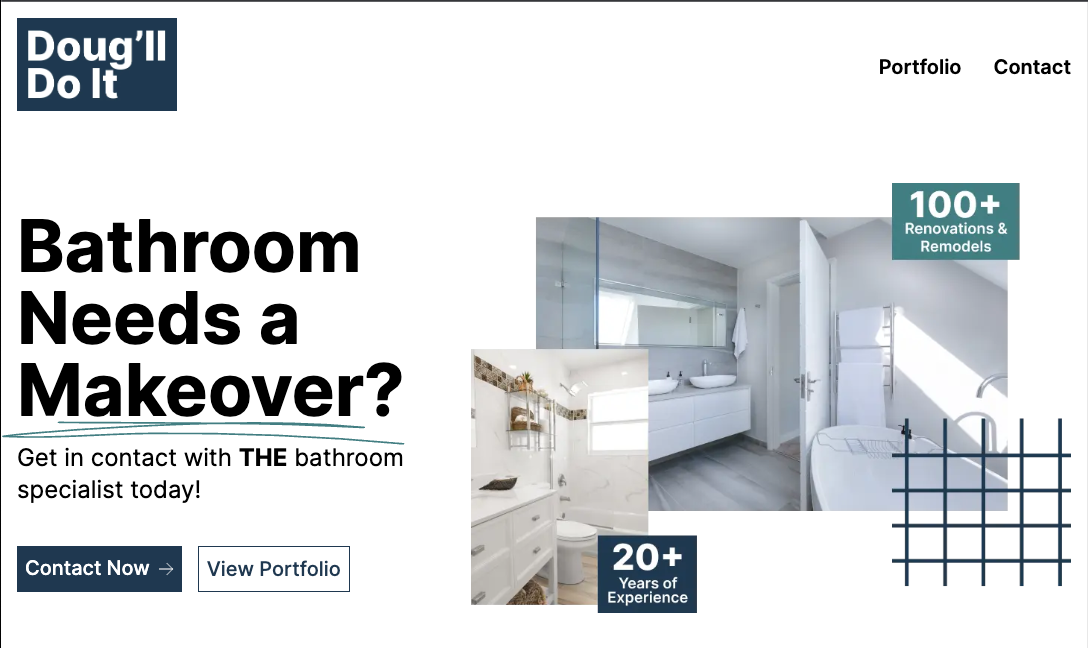 Doug’ll
Do It
Portfolio
Contact
Bathroom
Needs a
Makeover?
Get in contact with THE bathroom
specialist today!
Contact Now →
View Portfolio
100+
Renovations &
Remodels
20+
Years of
Experience